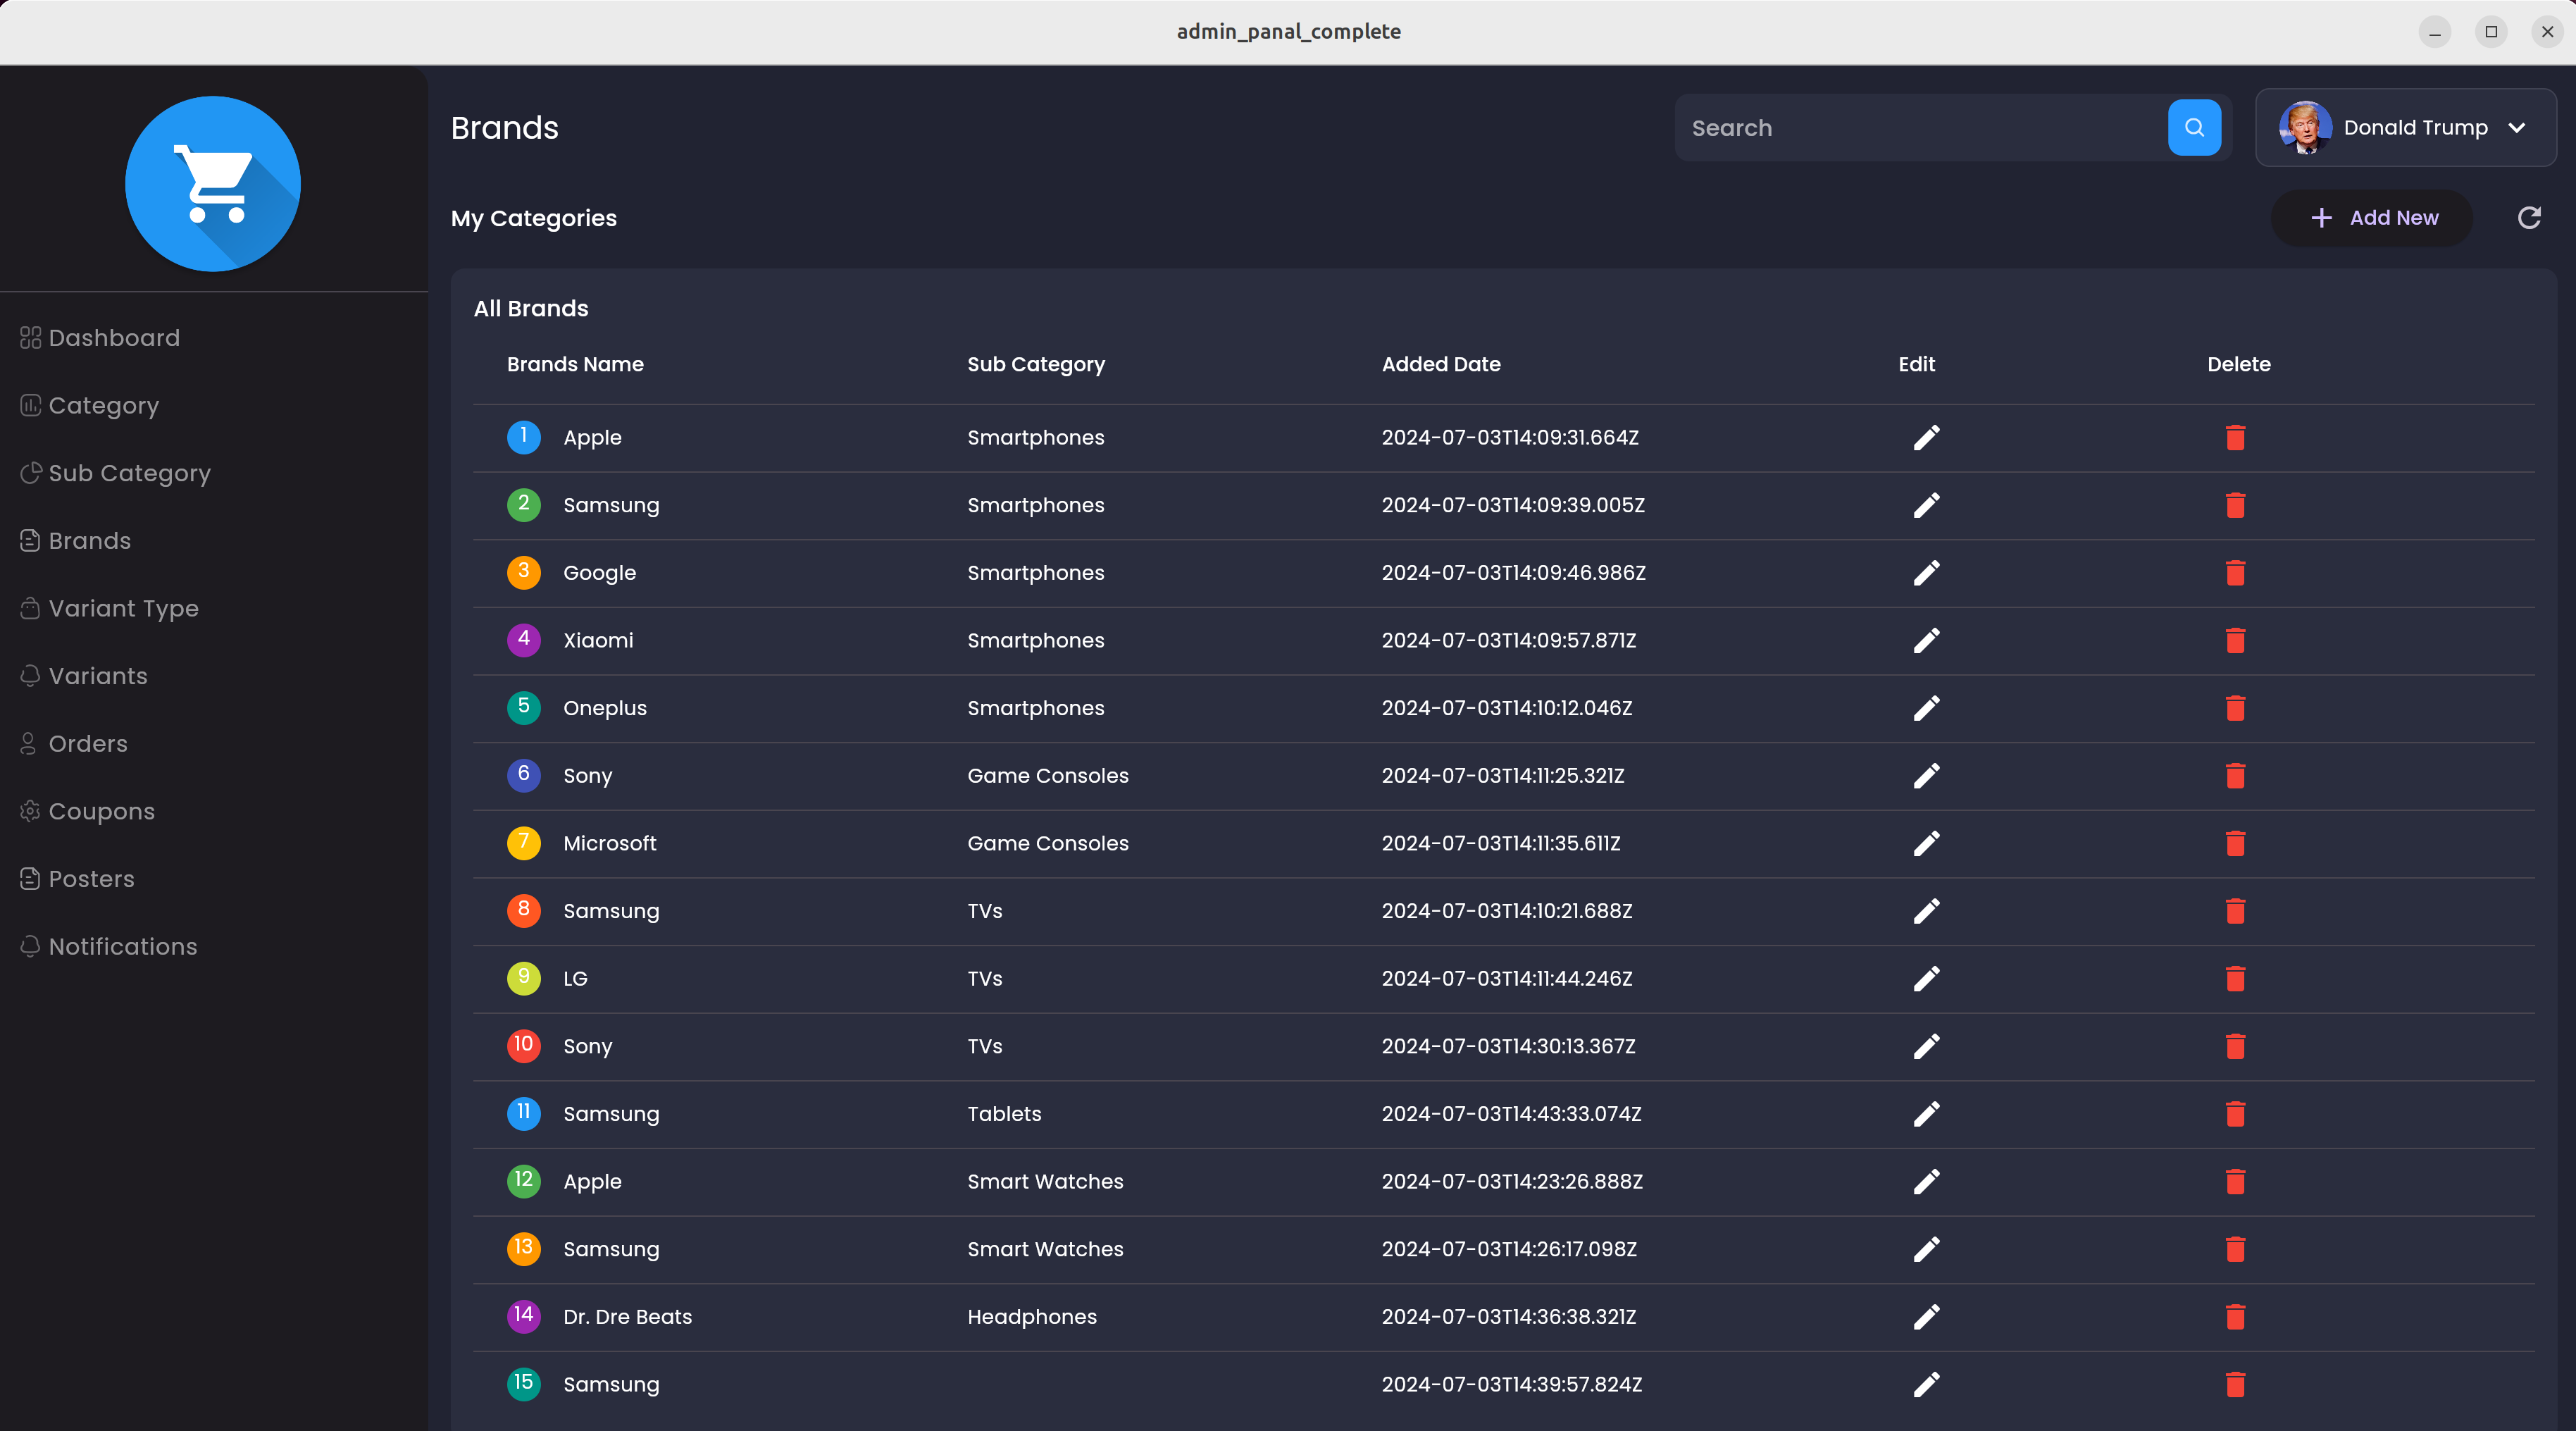 admin_panal_complete
Brands
Search
Donald Trump
My Categories
Add New
Dashboard
Category
Sub Category
Brands
Variant Type
Variants
Orders
Coupons
Posters
Notifications
All Brands
Brands Name Sub Category Added Date Edit Delete
1 Apple Smartphones 2024-07-03T14:09:31.664Z
2 Samsung Smartphones 2024-07-03T14:09:39.005Z
3 Google Smartphones 2024-07-03T14:09:46.986Z
4 Xiaomi Smartphones 2024-07-03T14:09:57.871Z
5 Oneplus Smartphones 2024-07-03T14:10:12.046Z
6 Sony Game Consoles 2024-07-03T14:11:25.321Z
7 Microsoft Game Consoles 2024-07-03T14:11:35.611Z
8 Samsung TVs 2024-07-03T14:10:21.688Z
9 LG TVs 2024-07-03T14:11:44.246Z
10 Sony TVs 2024-07-03T14:30:13.367Z
11 Samsung Tablets 2024-07-03T14:43:33.074Z
12 Apple Smart Watches 2024-07-03T14:23:26.888Z
13 Samsung Smart Watches 2024-07-03T14:26:17.098Z
14 Dr. Dre Beats Headphones 2024-07-03T14:36:38.321Z
15 Samsung 2024-07-03T14:39:57.824Z